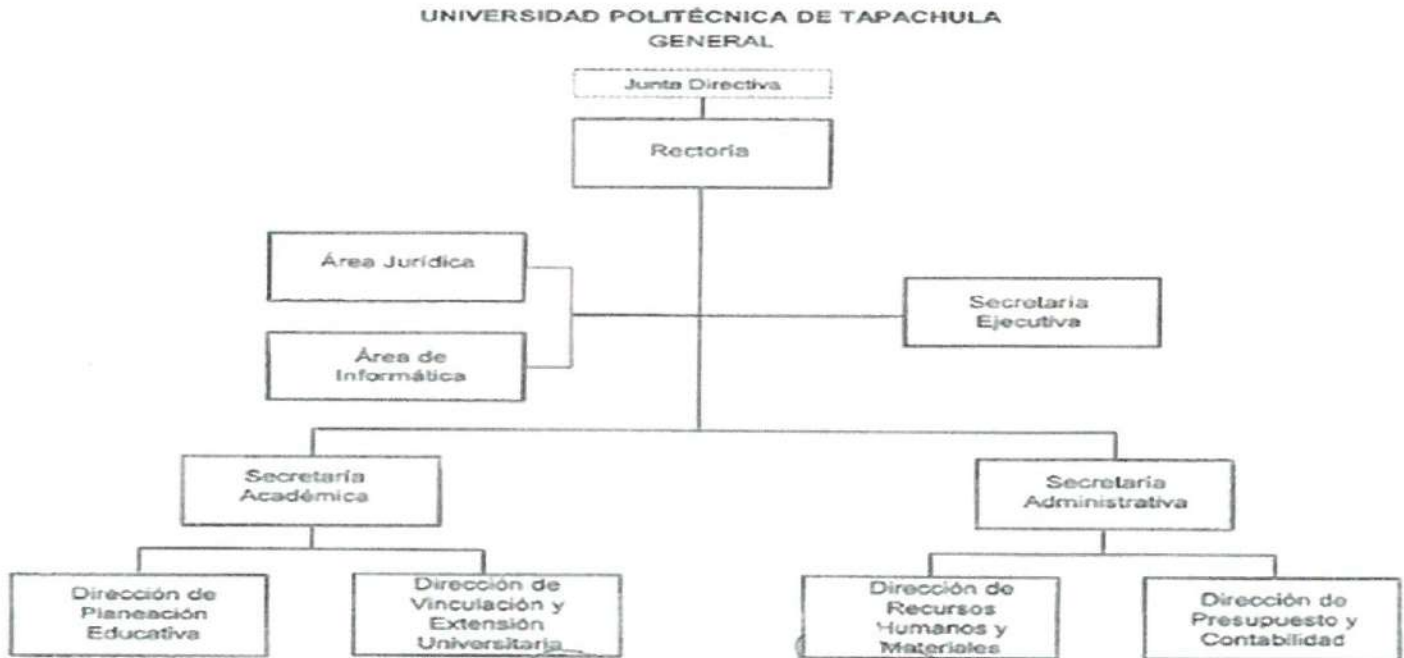 UNIVERSIDAD POLITÉCNICA DE TAPACHULA
GENERAL
Junta Directiva
Rectoría
Área Jurídica
Secretaría
Ejecutiva
Área de
Informática
Secretaría
Académica
Secretaría
Administrativa
Dirección de
Planeación
Educativa
Dirección de
Vinculación y
Extensión
Universitaria
Dirección de
Recursos
Humanos y
Materiales
Dirección de
Presupuesto y
Contabilidad